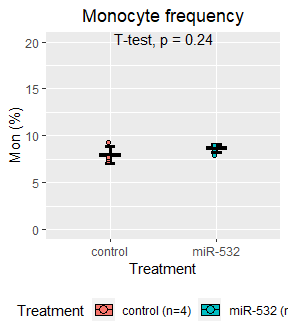 Monocyte frequency
T-test, p = 0.24
20
15
10
5
0
Mon (%)
control miR-532
Treatment
Treatment control (n=4) miR-532 (n